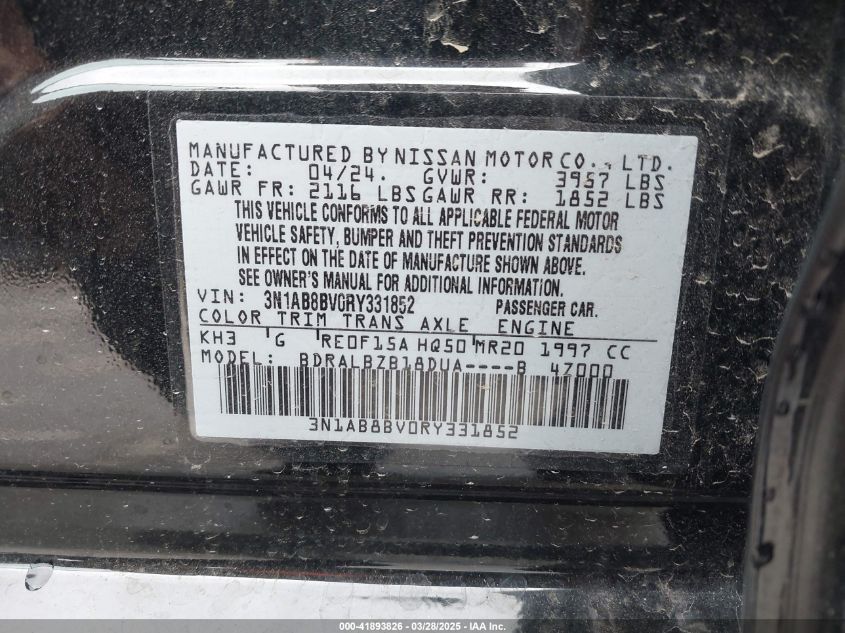 MANUFACTURED BY NISSAN MOTOR CO., LTD.
DATE: 04/24. GVWR: 3957 LBS
GAWR FR: 2116 LBS GAWR RR: 1852 LBS
THIS VEHICLE CONFORMS TO ALL APPLICABLE FEDERAL MOTOR
VEHICLE SAFETY, BUMPER AND THEFT PREVENTION STANDARDS
IN EFFECT ON THE DATE OF MANUFACTURE SHOWN ABOVE.
SEE OWNER'S MANUAL FOR ADDITIONAL INFORMATION.
VIN: 3N1AB8BV0RY331852 PASSENGER CAR.
COLOR TRIM TRANS AXLE ENGINE
KH3 G RE0F15A HQ50 MR20 1997 CC
MODEL: BDRALBZB18DUA----B 47000
3N1AB8BV0RY331852
000-41893826 - 03/28/2025 - IAA Inc.